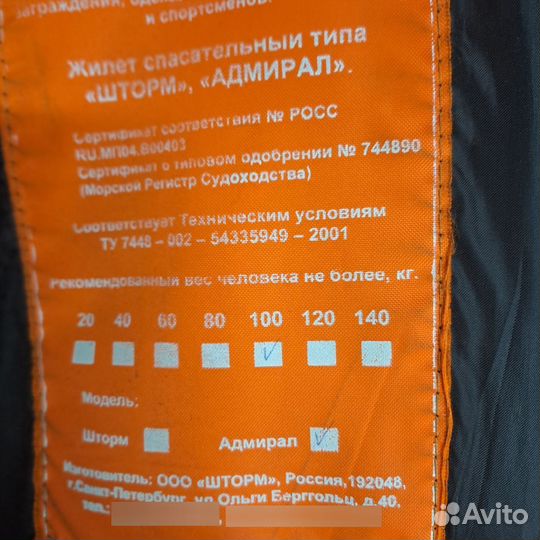 и спортсменов.
Жилет спасательный типа
«ШТОРМ», «АДМИРАЛ».
Сертификат соответствия № РОСС
RU.МП04.В00403
Сертификат о типовом одобрении № 744890
(Морской Регистр Судоходства)
Соответствует Техническим условиям
ТУ 7448 – 002 – 54335949 – 2001
Рекомендованный вес человека не более, кг.
20 40 60 80 100 120 140
Модель:
Шторм Адмирал
Изготовитель: ООО «ШТОРМ», Россия,192048,
г.Санкт-Петербург, ул Ольги Берггольц, д.40,
тел.:
Avito